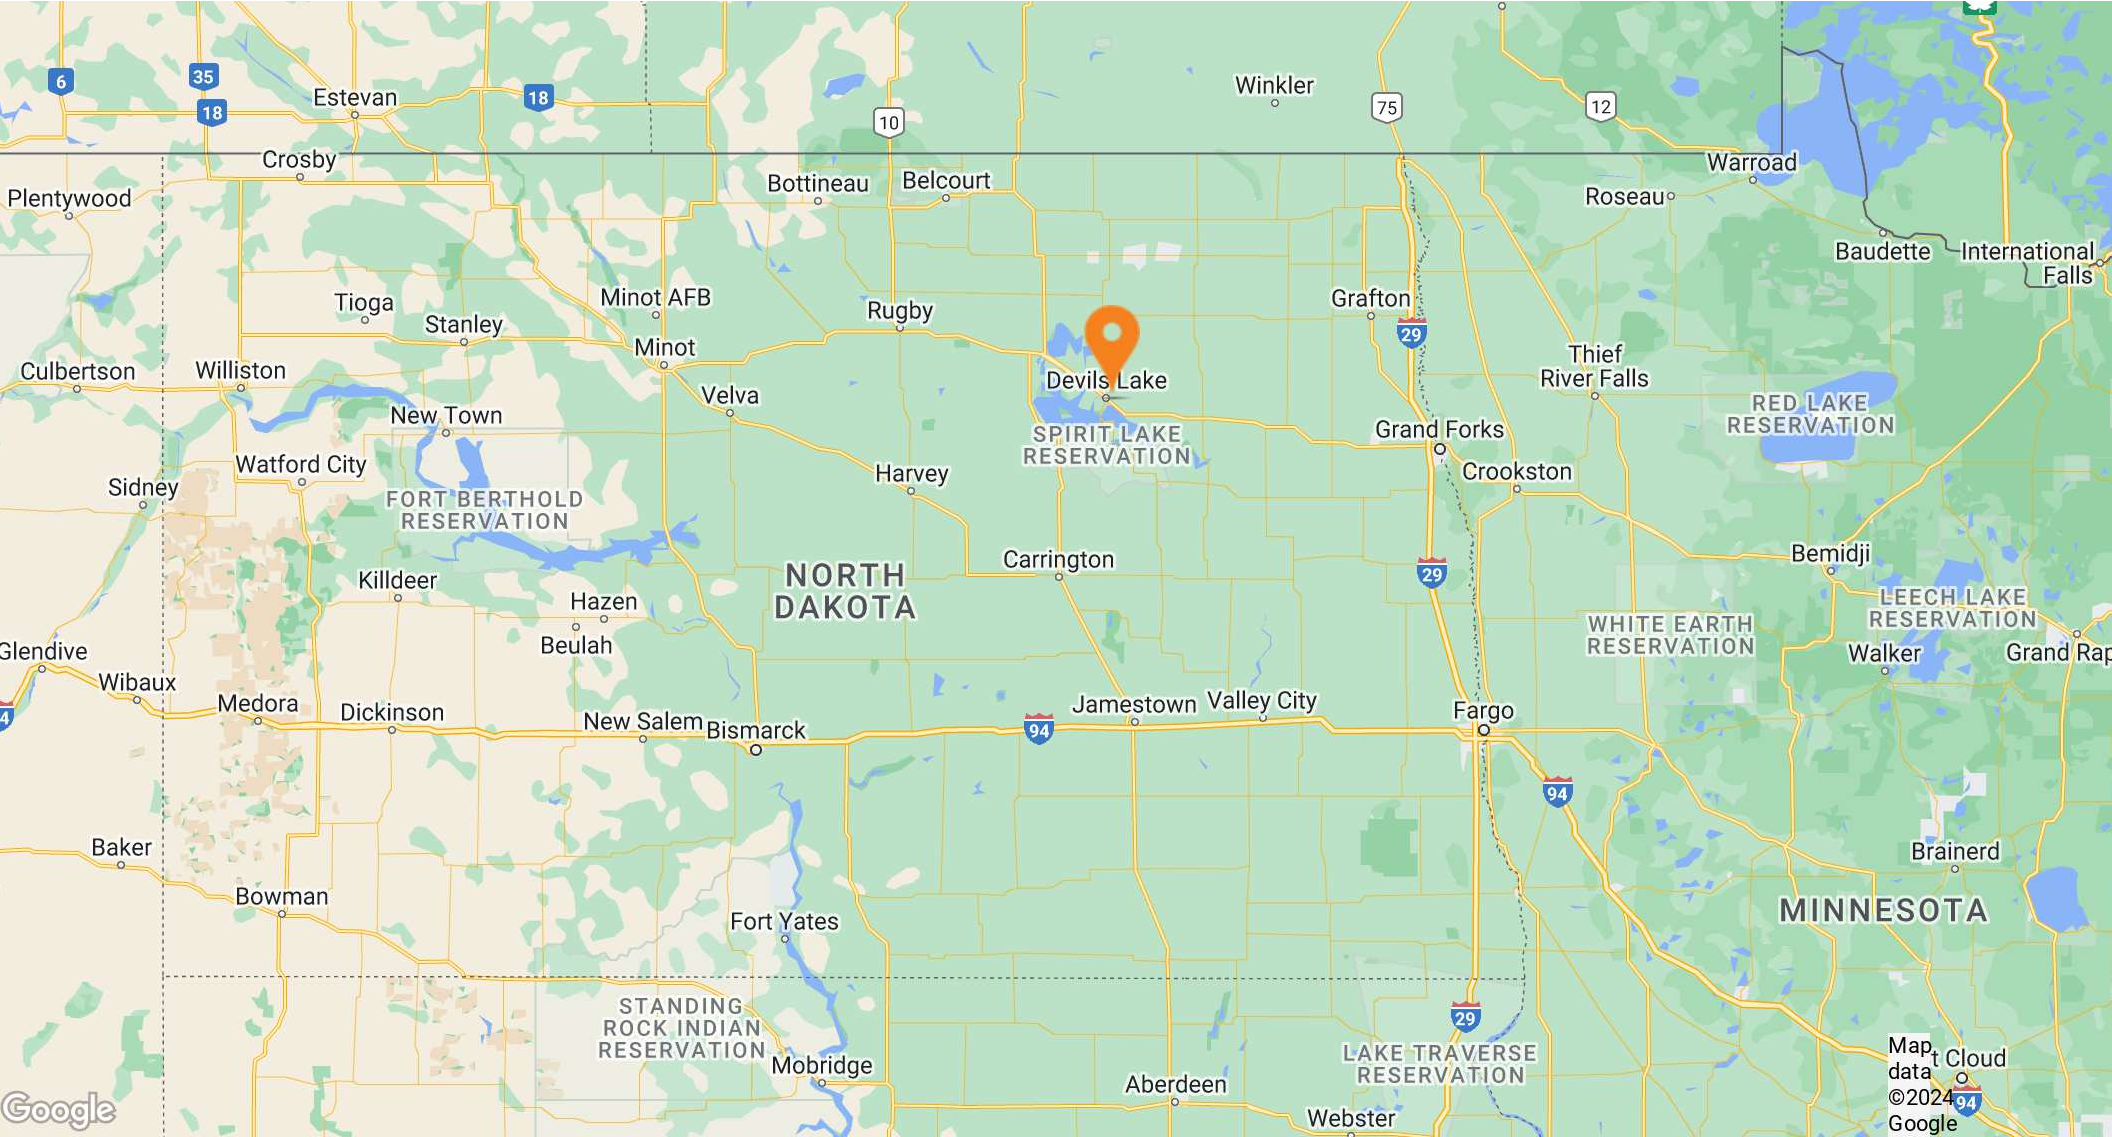 6
35
18
Estevan
18
10
Winkler
75
12
Crosby
Plentywood
Bottineau
Belcourt
Warroad
Roseau
Baudette
International
Falls
Tioga
Stanley
Minot AFB
Minot
Rugby
Grafton
29
Culbertson
Williston
Velva
Devils Lake
Thief
River Falls
New Town
SPIRIT LAKE
RESERVATION
Grand Forks
RED LAKE
RESERVATION
Watford City
Sidney
Harvey
Crookston
FORT BERTHOLD
RESERVATION
Carrington
Bemidji
29
NORTH
DAKOTA
Killdeer
Hazen
Beulah
LEECH LAKE
RESERVATION
WHITE EARTH
RESERVATION
Glendive
Wibaux
Walker
Grand Rap
4
Medora
Dickinson
New Salem
Bismarck
94
Jamestown
Valley City
Fargo
94
Baker
Bowman
Brainerd
Fort Yates
MINNESOTA
STANDING
ROCK INDIAN
RESERVATION
29
LAKE TRAVERSE
RESERVATION
Mobridge
Aberdeen
Webster
t Cloud
94
Google
Map
data
©2024
Google